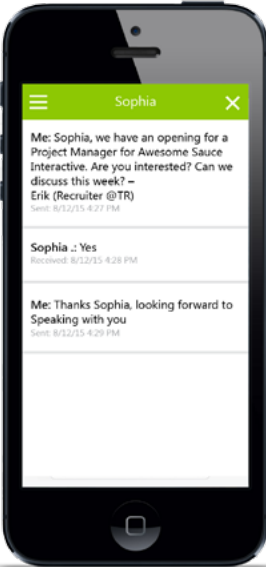 Sophia
Me: Sophia, we have an opening for a
Project Manager for Awesome Sauce
Interactive. Are you interested? Can we
discuss this week? –
Erik (Recruiter @TR)
Sent: 8/12/15 4:27 PM
Sophia .: Yes
Received: 8/12/15 4:28 PM
Me: Thanks Sophia, looking forward to
Speaking with you
Sent: 8/12/15 4:29 PM